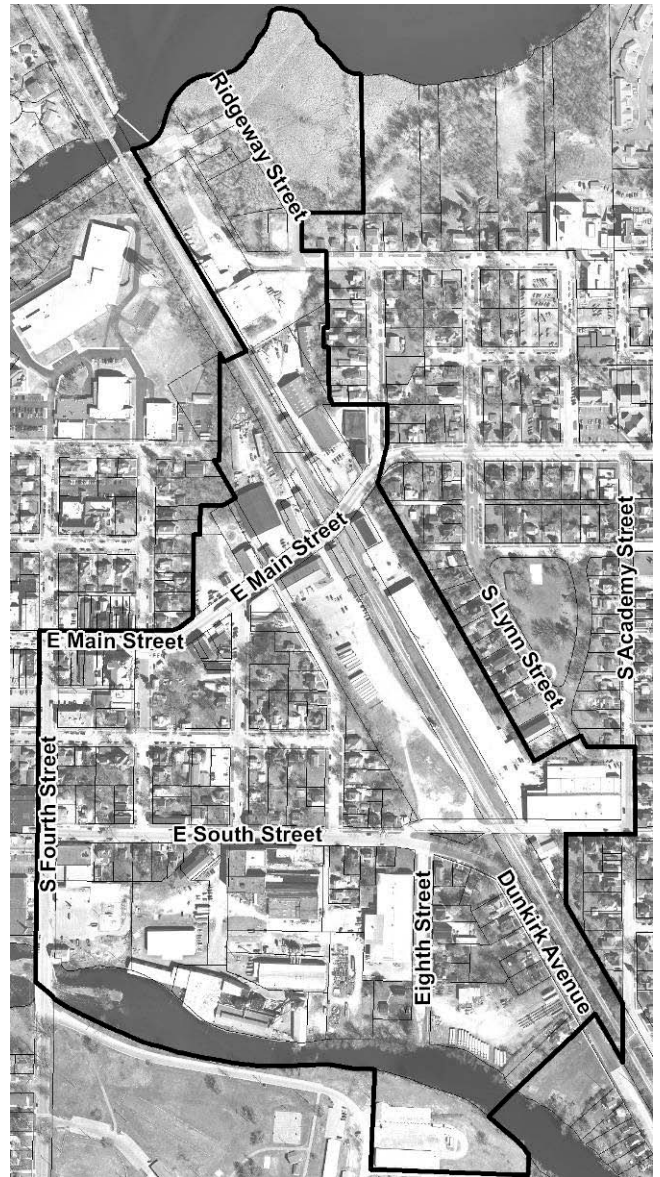 Ridgeway Street
E Main Street
S Lynn Street
S Academy Street
E Main Street
S Fourth Street
E South Street
Eighth Street
Dunkirk Avenue